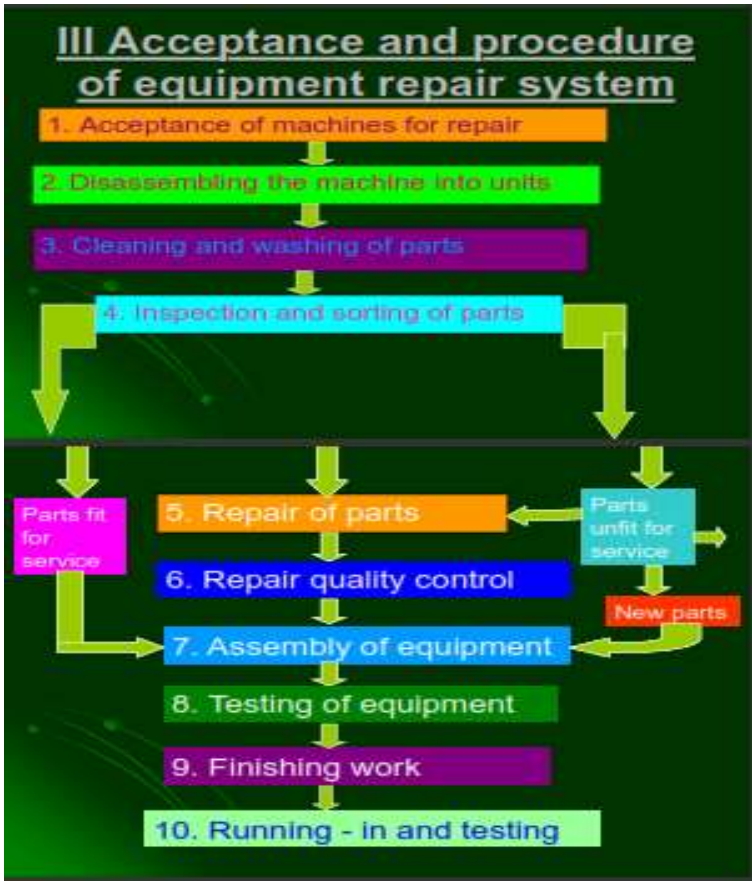 III Acceptance and procedure
of equipment repair system
1. Acceptance of machines for repair
2. Disassembling the machine into units
3. Cleaning and washing of parts
4. Inspection and sorting of parts
Parts fit
for
service
5. Repair of parts
Parts
unfit for
service
6. Repair quality control
New parts
7. Assembly of equipment
8. Testing of equipment
9. Finishing work
10. Running - in and testing